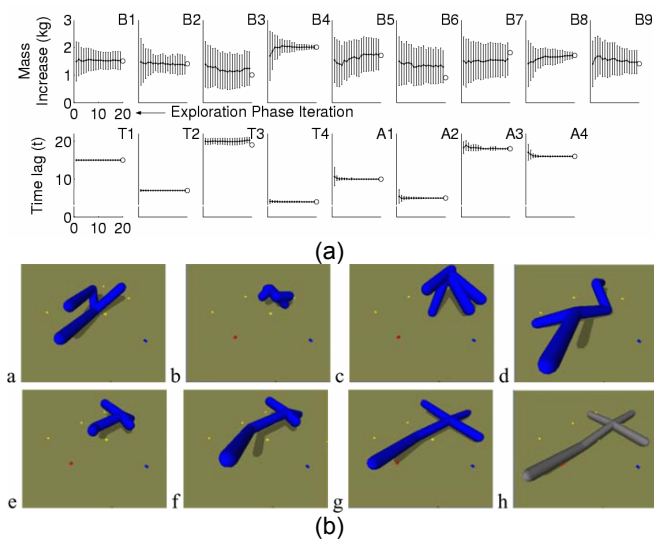 B1 B2 B3 B4 B5 B6 B7 B8 B9
Mass
Increase (kg)
3
2
1
0
0 10 20 Exploration Phase Iteration
T1 T2 T3 T4 A1 A2 A3 A4
Time lag (t)
20
10
0
0 10 20
(a)
a b c d
e f g h
(b)